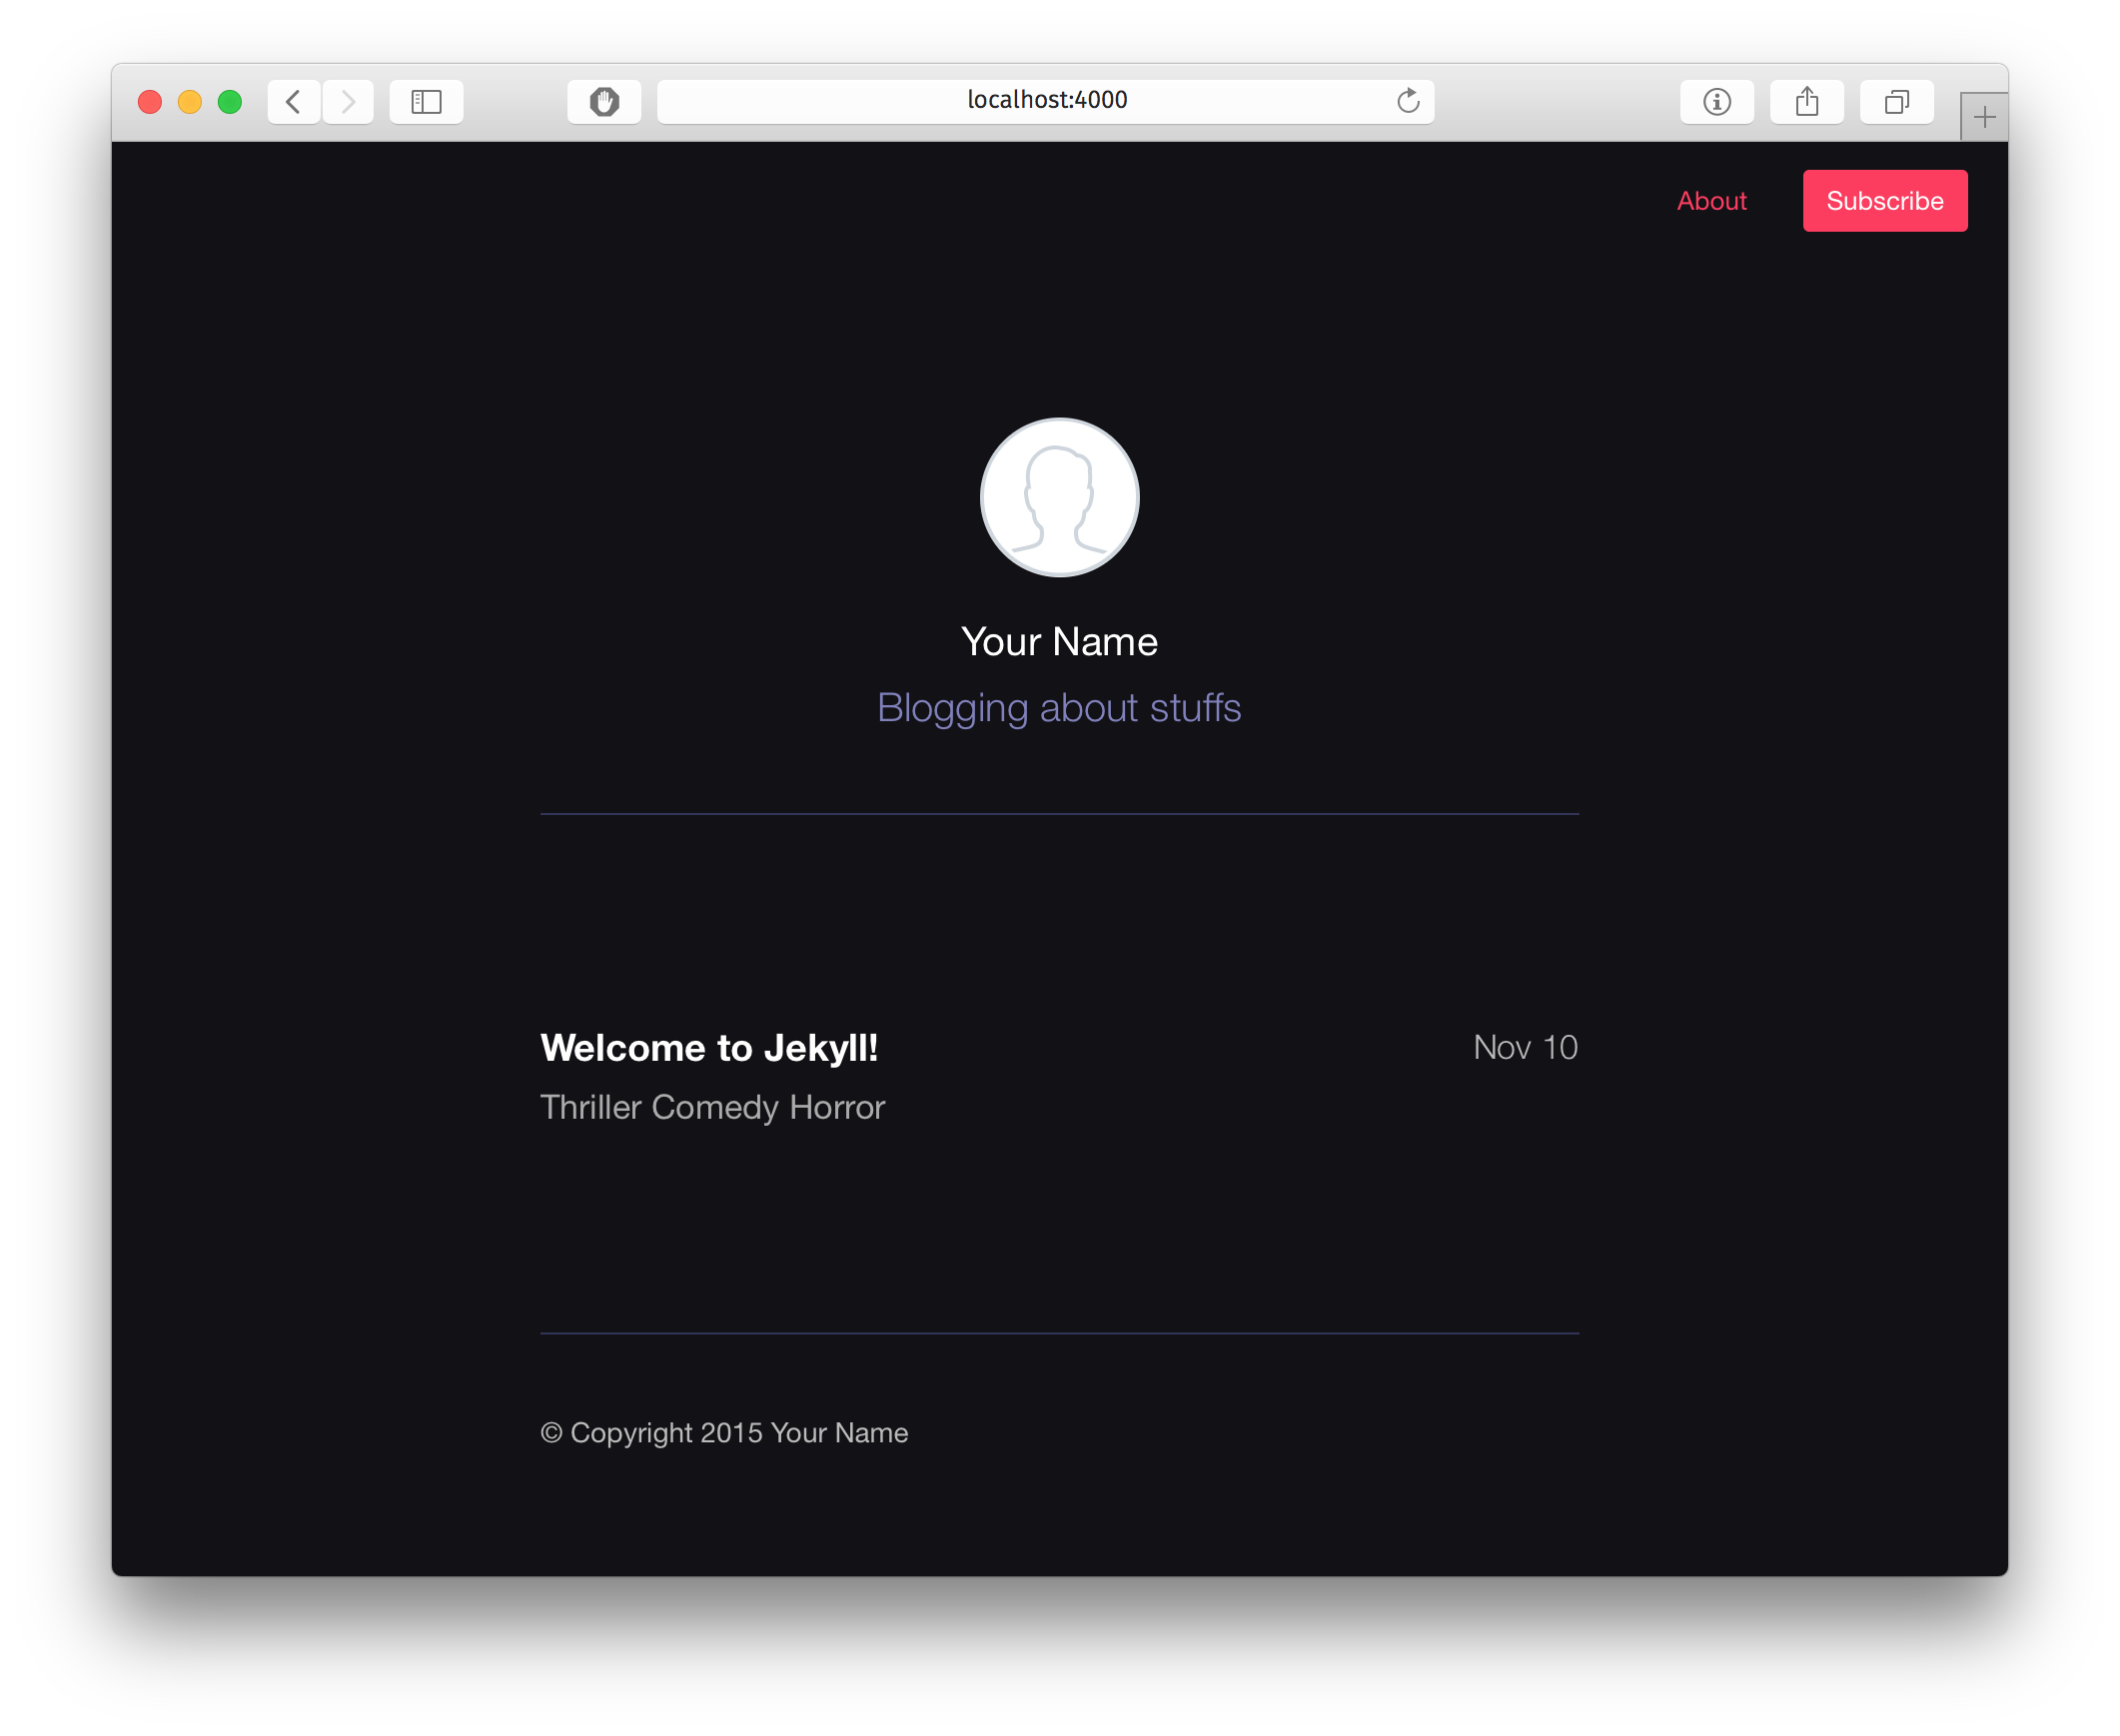 localhost:4000
About
Subscribe
Your Name
Blogging about stuffs
Welcome to Jekyll!
Nov 10
Thriller Comedy Horror
© Copyright 2015 Your Name